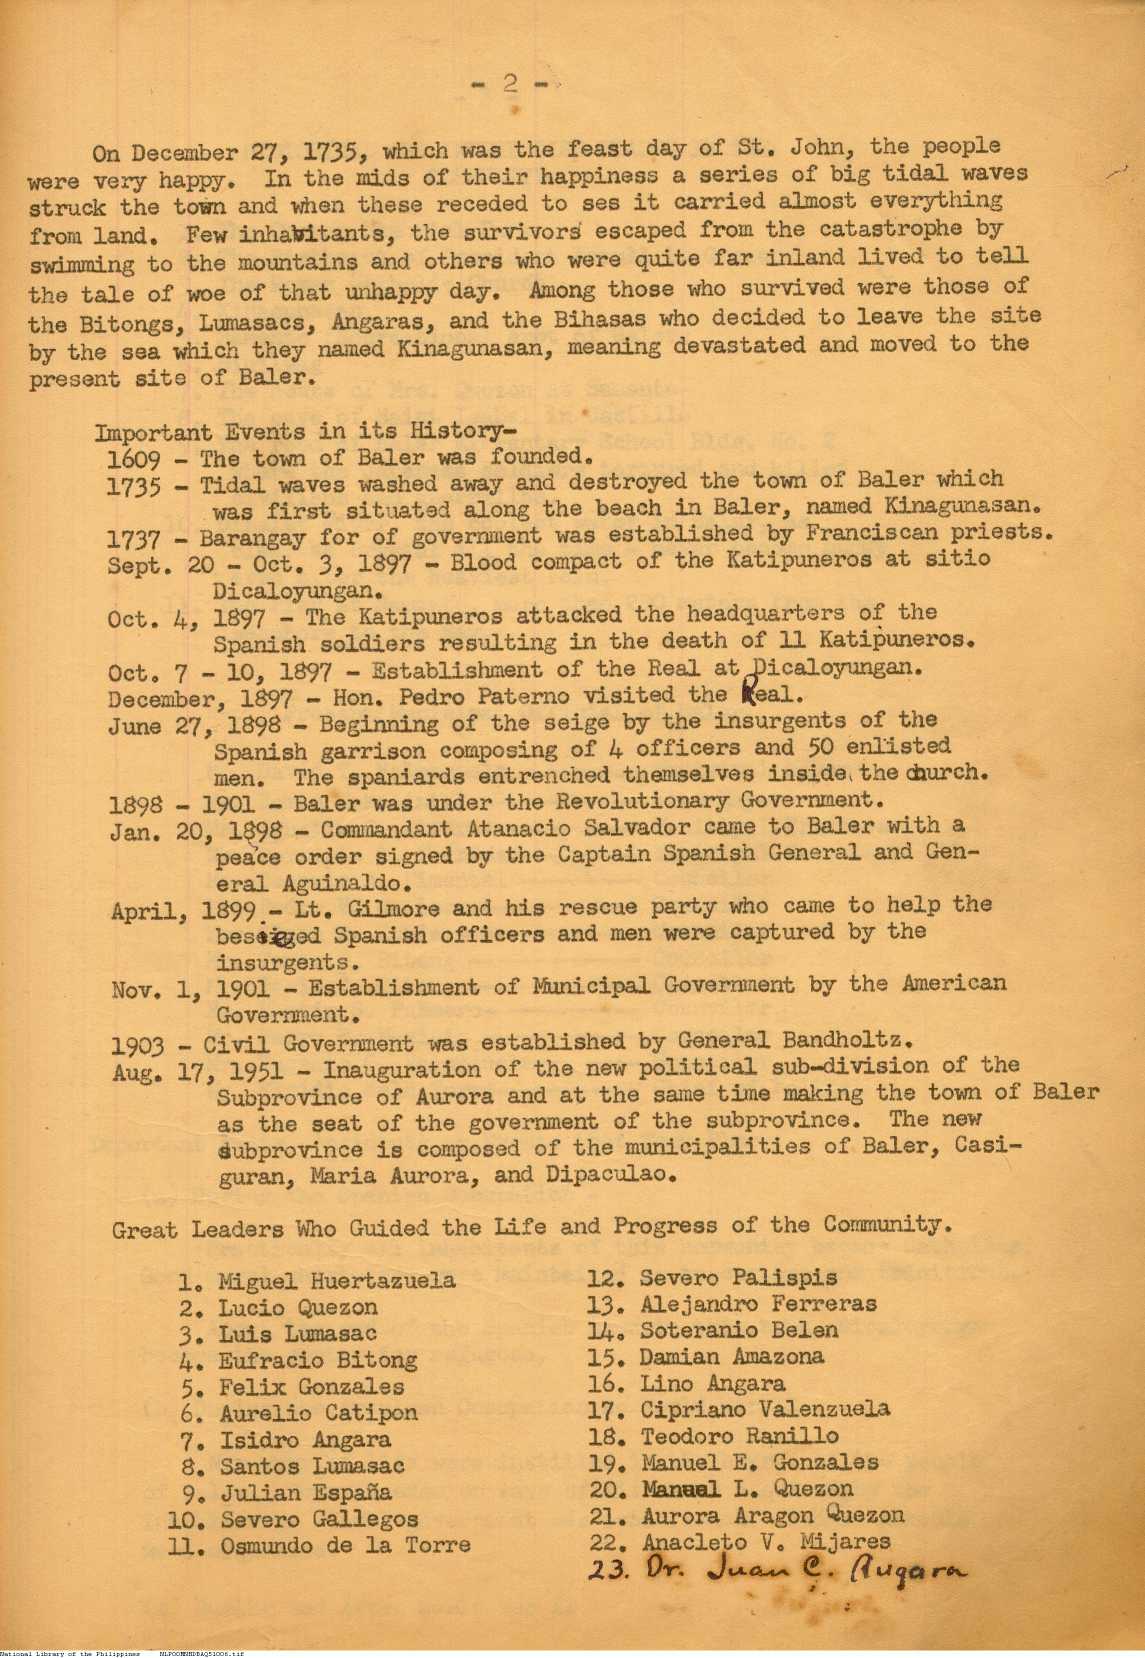 - 2 -
On December 27, 1735, which was the feast day of St. John, the people
were very happy. In the mids of their happiness a series of big tidal waves
struck the town and when these receded to ses it carried almost everything
from land. Few inhabitants, the survivors escaped from the catastrophe by
swimming to the mountains and others who were quite far inland lived to tell
the tale of woe of that unhappy day. Among those who survived were those of
the Bitongs, Lumasacs, Angaras, and the Bihasas who decided to leave the site
by the sea which they named Kinagunasan, meaning devastated and moved to the
present site of Baler.
Important Events in its History-
1609 - The town of Baler was founded.
1735 - Tidal waves washed away and destroyed the town of Baler which
was first situated along the beach in Baler, named Kinagunasan.
1737 - Barangay for of government was established by Franciscan priests.
Sept. 20 - Oct. 3, 1897 - Blood compact of the Katipuneros at sitio
Dicaloyungan.
Oct. 4, 1897 - The Katipuneros attacked the headquarters of the
Spanish soldiers resulting in the death of 11 Katipuneros.
Oct. 7 - 10, 1897 - Establishment of the Real at Dicaloyungan.
December, 1897 - Hon. Pedro Paterno visited the Real.
June 27, 1898 - Beginning of the seige by the insurgents of the
Spanish garrison composing of 4 officers and 50 enlisted
men. The spaniards entrenched themselves inside the church.
1898 - 1901 - Baler was under the Revolutionary Government.
Jan. 20, 1898 - Commandant Atanacio Salvador came to Baler with a
peace order signed by the Captain Spanish General and Gen-
eral Aguinaldo.
April, 1899 - Lt. Gilmore and his rescue party who came to help the
beseiged Spanish officers and men were captured by the
insurgents.
Nov. 1, 1901 - Establishment of Municipal Government by the American
Government.
1903 - Civil Government was established by General Bandholtz.
Aug. 17, 1951 - Inauguration of the new political sub-division of the
Subprovince of Aurora and at the same time making the town of Baler
as the seat of the government of the subprovince. The new
subprovince is composed of the municipalities of Baler, Casi-
guran, Maria Aurora, and Dipaculao.
Great Leaders Who Guided the Life and Progress of the Community.
1. Miguel Huertazuela
2. Lucio Quezon
3. Luis Lumasac
4. Eufracio Bitong
5. Felix Gonzales
6. Aurelio Catipon
7. Isidro Angara
8. Santos Lumasac
9. Julian España
10. Severo Gallegos
11. Osmundo de la Torre
12. Severo Palispis
13. Alejandro Ferreras
14. Soteranio Belen
15. Damian Amazona
16. Lino Angara
17. Cipriano Valenzuela
18. Teodoro Ranillo
19. Manuel E. Gonzales
20. Manuel L. Quezon
21. Aurora Aragon Quezon
22. Anacleto V. Mijares
23. Dr. Juan C. Angara
National Library of the Philippines